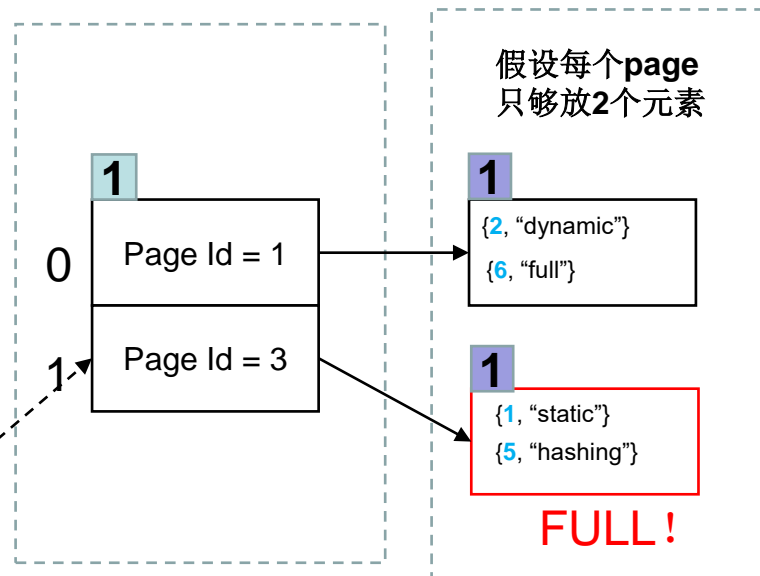 假设每个page
只够放2个元素
1
0
Page Id = 1
1
Page Id = 3
1
{2, “dynamic”}
{6, “full”}
1
{1, “static”}
{5, “hashing”}
FULL！